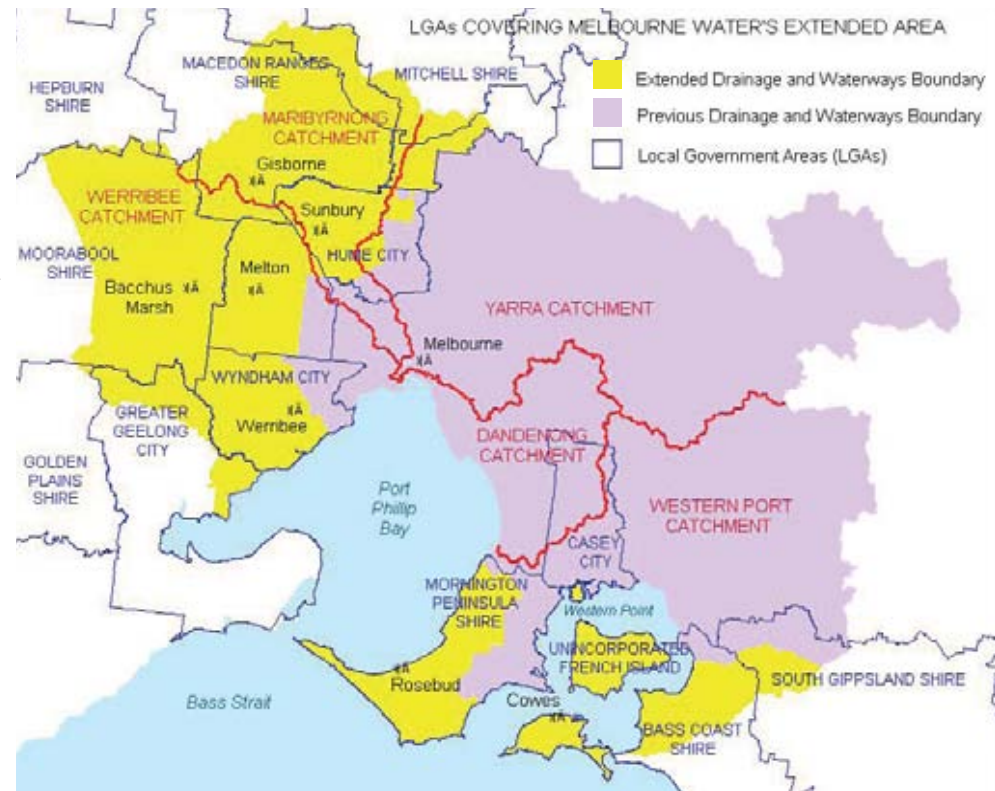 LGAs COVERING MELBOURNE WATER'S EXTENDED AREA
Extended Drainage and Waterways Boundary
Previous Drainage and Waterways Boundary
Local Government Areas (LGAs)
HEPBURN
SHIRE
MACEDON RANGES
SHIRE
MITCHELL SHIRE
MARIBYRNONG
CATCHMENT
Gisborne
WERRIBEE
CATCHMENT
Sunbury
HUME CITY
MOORABOOL
SHIRE
Melton
Bacchus
Marsh
YARRA CATCHMENT
Melbourne
WYNDHAM CITY
Werribee
GREATER
GEELONG
CITY
GOLDEN
PLAINS
SHIRE
DANDENONG
CATCHMENT
Port
Phillip
Bay
WESTERN PORT
CATCHMENT
CASEY
CITY
MORNINGTON
PENINSULA
SHIRE
Western Point
UNINCORPORATED
FRENCH ISLAND
Rosebud
SOUTH GIPPSLAND SHIRE
Bass Strait
Cowes
BASS COAST
SHIRE